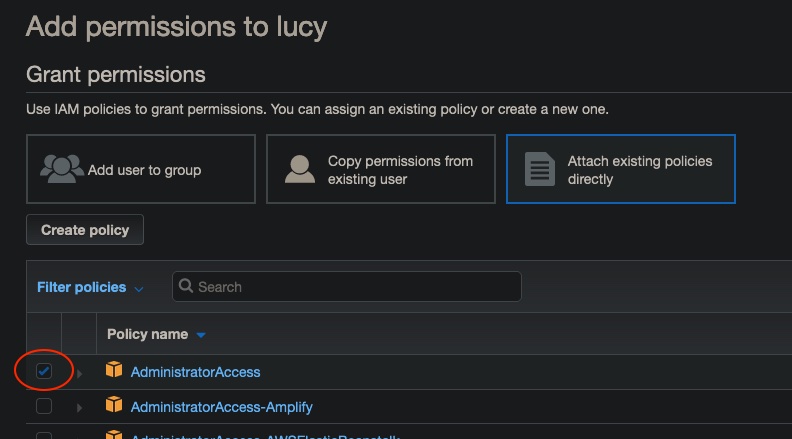 Add permissions to lucy
Grant permissions
Use IAM policies to grant permissions. You can assign an existing policy or create a new one.
Add user to group
Copy permissions from
existing user
Attach existing policies
directly
Create policy
Filter policies
Search
Policy name
AdministratorAccess
AdministratorAccess-Amplify
AdministratorAccess-AWSElasticBeanstalk